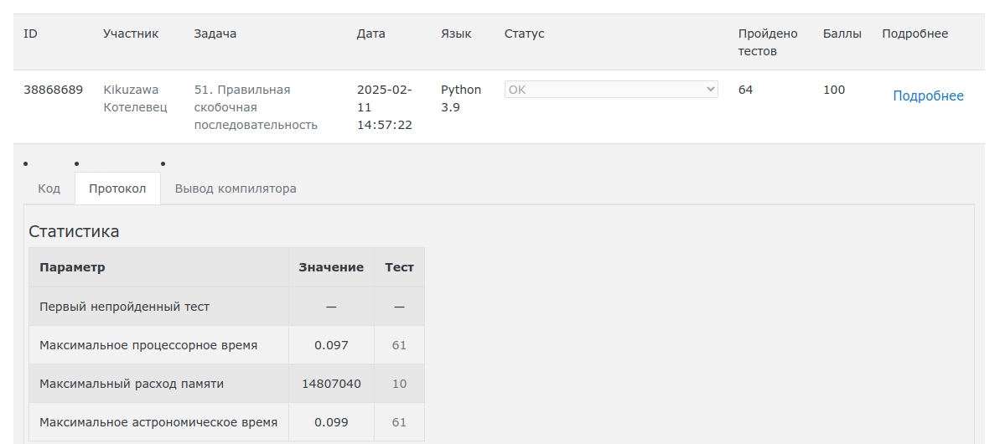 ID Участник Задача Дата Язык Статус Пройдено Баллы Подробнее
тестов
38868689 Kikuzawa 51. Правильная 2025-02- Python OK 64 100 Подробнее
Котелевец скобочная 11 3.9
последовательность 14:57:22
Код Протокол Вывод компилятора
Статистика
Параметр Значение Тест
Первый непройденный тест — —
Максимальное процессорное время 0.097 61
Максимальный расход памяти 14807040 10
Максимальное астрономическое время 0.099 61